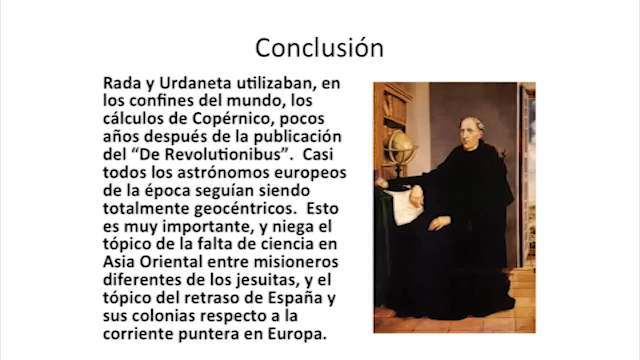 Conclusión
Rada y Urdaneta utilizaban, en
los confines del mundo, los
cálculos de Copérnico, pocos
años después de la publicación
del “De Revolutionibus”.  Casi
todos los astrónomos europeos
de la época seguían siendo
totalmente geocéntricos.  Esto
es muy importante, y niega el
tópico de la falta de ciencia en
Asia Oriental entre misioneros
diferentes de los jesuitas, y el
tópico del retraso de España y
sus colonias respecto a la
corriente puntera en Europa.